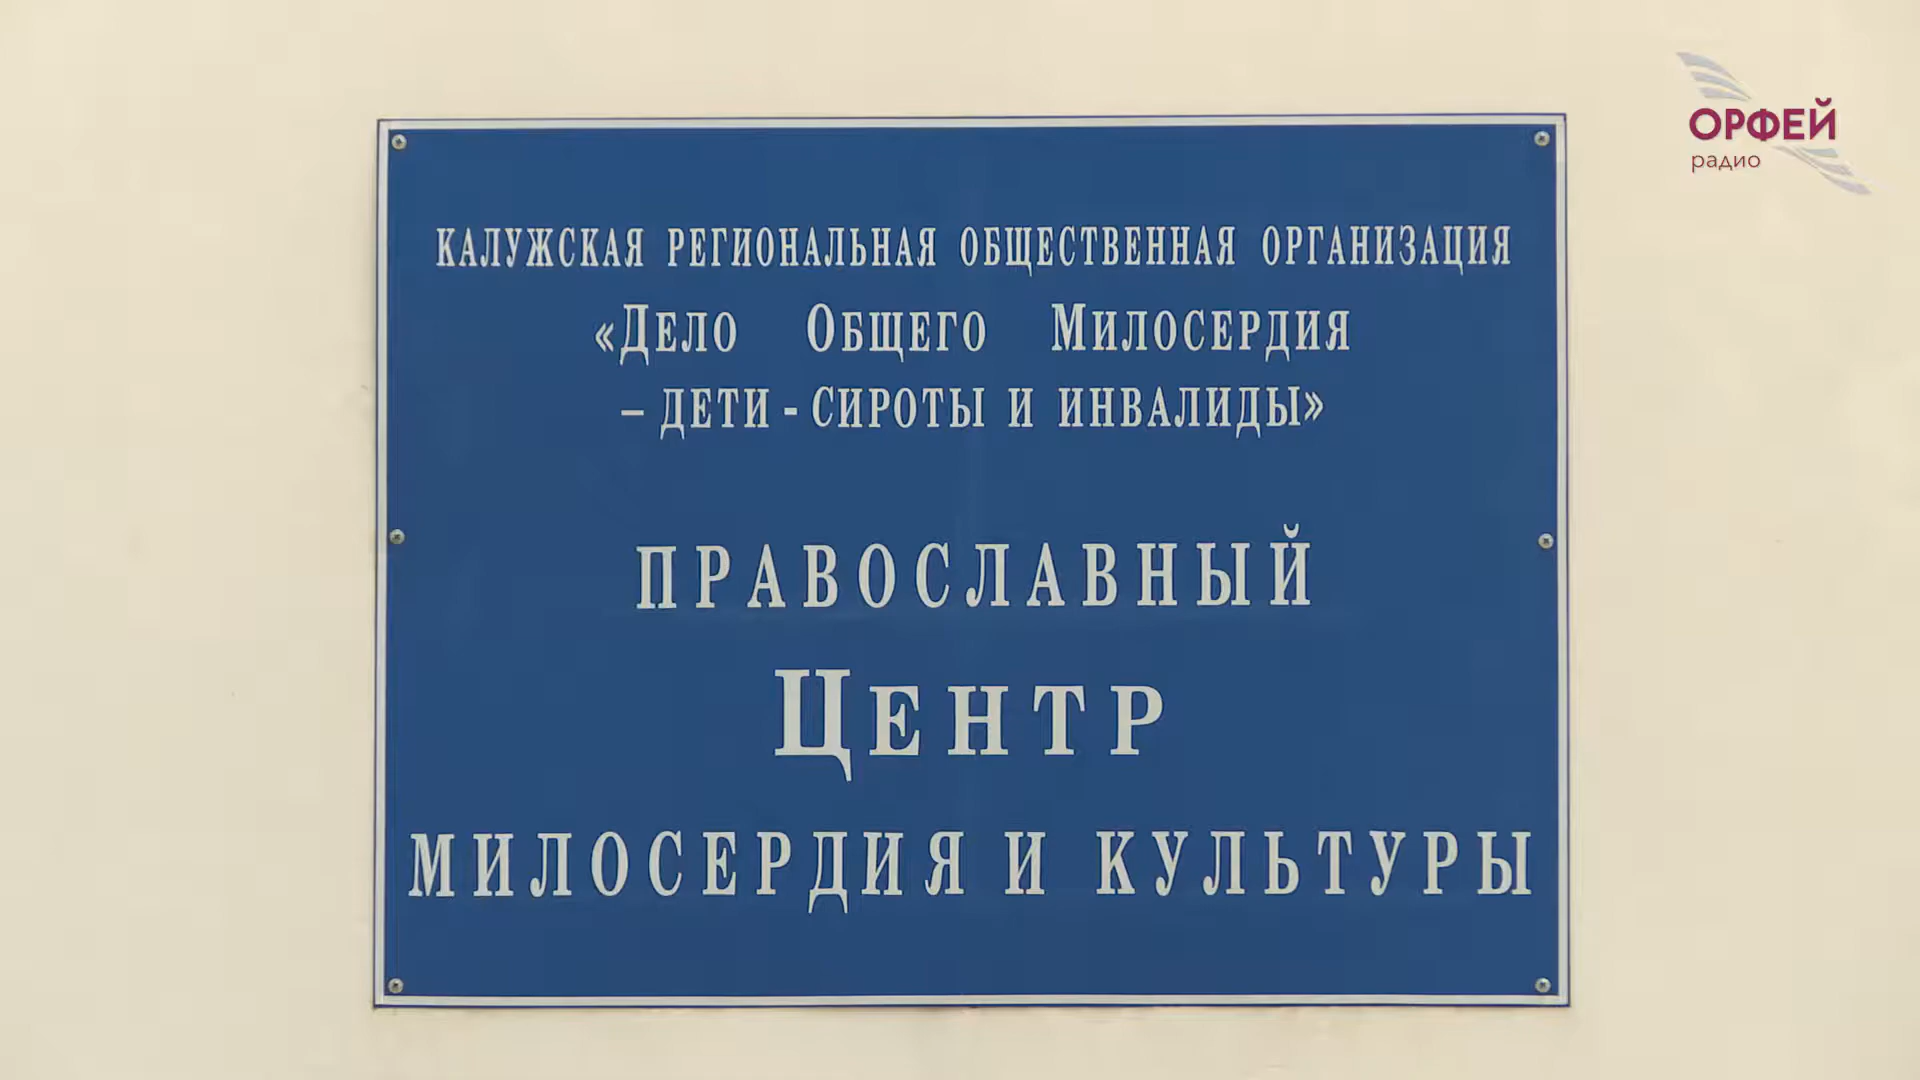 ОРФЕЙ
радио
КАЛУЖСКАЯ РЕГИОНАЛЬНАЯ ОБЩЕСТВЕННАЯ ОРГАНИЗАЦИЯ
«ДЕЛО ОБЩЕГО МИЛОСЕРДИЯ
– ДЕТИ - СИРОТЫ И ИНВАЛИДЫ»
ПРАВОСЛАВНЫЙ
ЦЕНТР
МИЛОСЕРДИЯ И КУЛЬТУРЫ